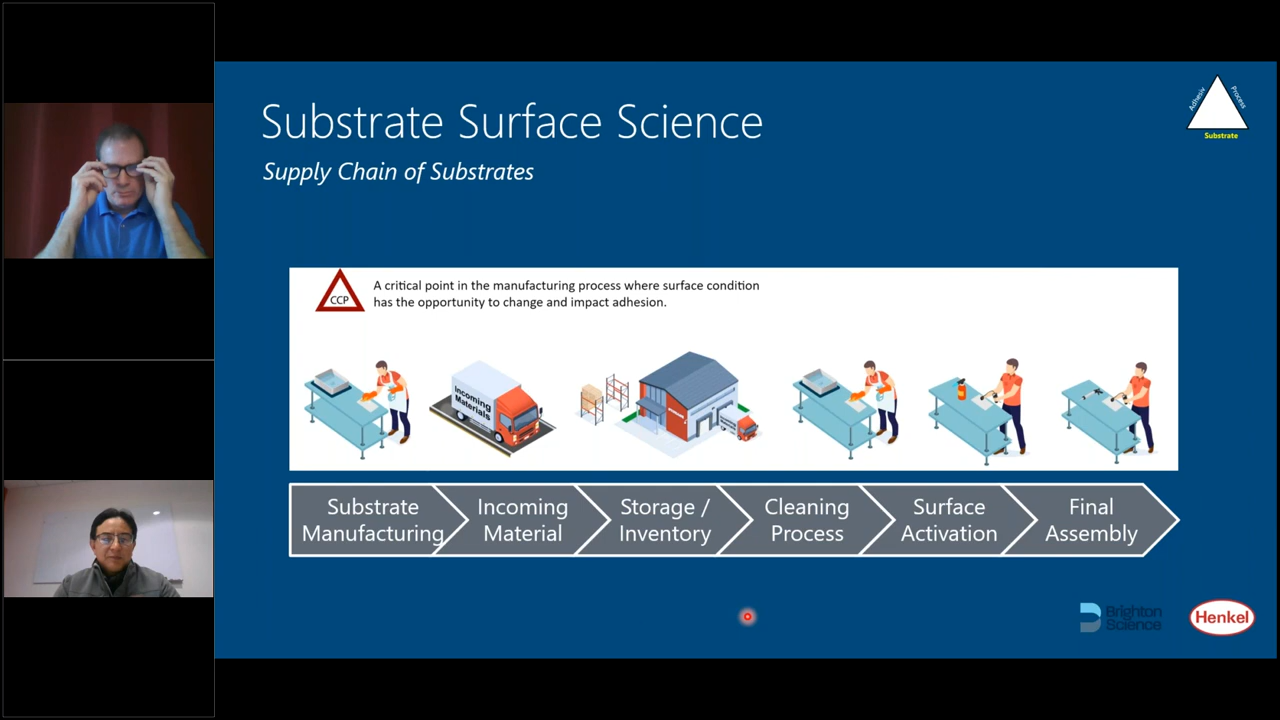 Substrate Surface Science
Supply Chain of Substrates
Adhesiv
Process
Substrate
CCP
A critical point in the manufacturing process where surface condition
has the opportunity to change and impact adhesion.
Incoming
Materials
Substrate
Manufacturing
Incoming
Material
Storage /
Inventory
Cleaning
Process
Surface
Activation
Final
Assembly
Brighton
Science
Henkel